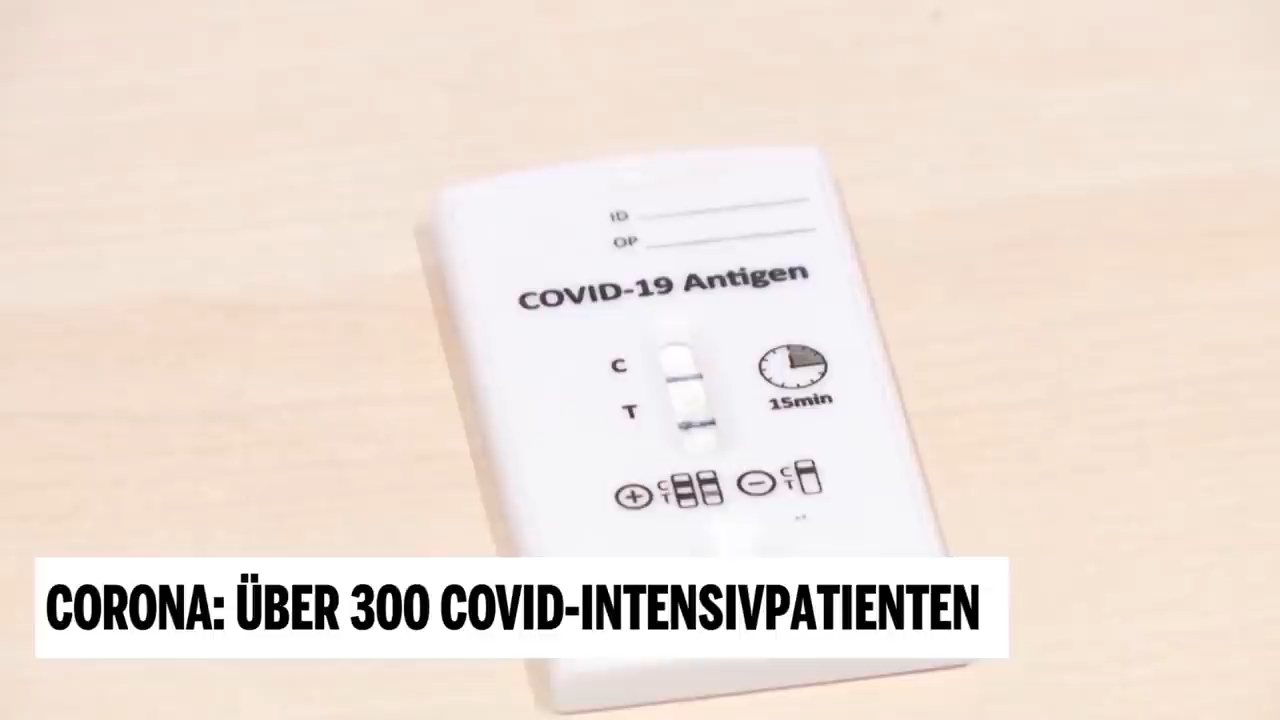 ID
OP
COVID-19 Antigen
C
T
15min
C
T
C
T
CORONA: ÜBER 300 COVID-INTENSIVPATIENTEN